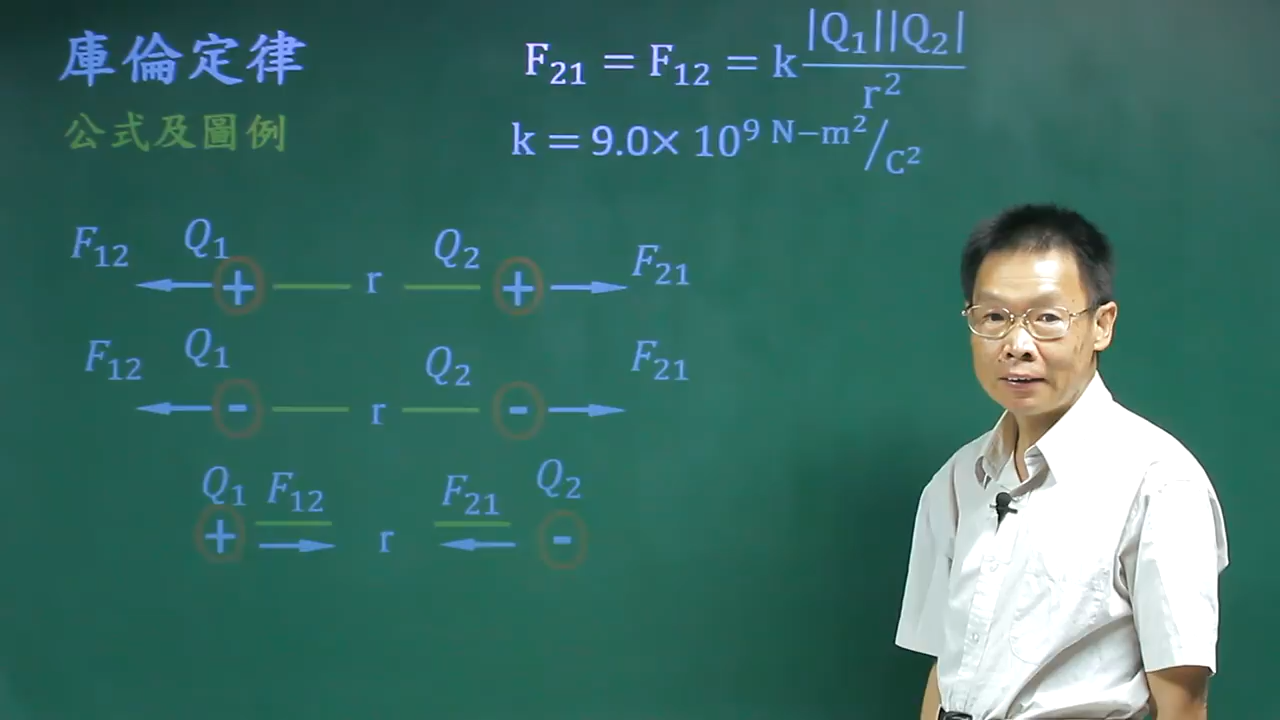 庫倫定律
公式及圖例
F₂₁ = F₁₂ = k |Q₁||Q₂| / r²
k = 9.0× 10⁹ N−m²/C²
F₁₂ Q₁ + r Q₂ + F₂₁
F₁₂ Q₁ - r Q₂ - F₂₁
Q₁ + F₁₂ r F₂₁ Q₂ -